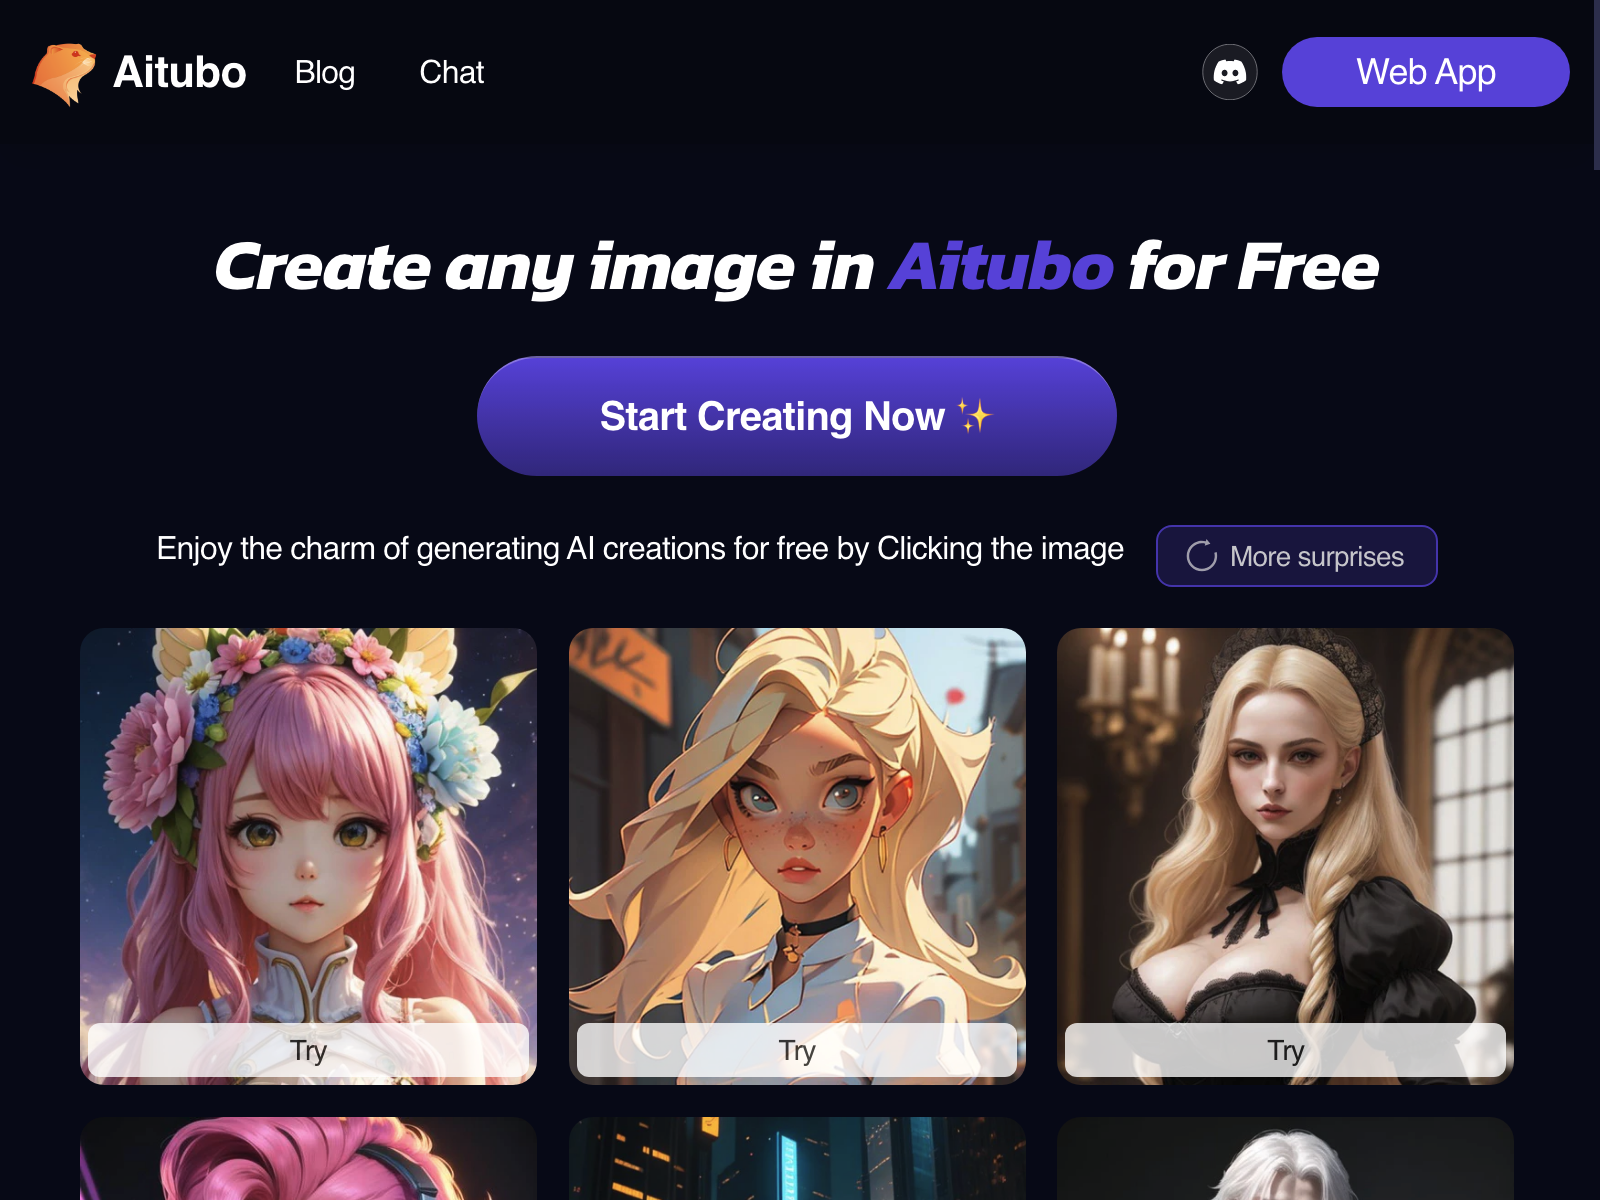 Aitubo
Blog
Chat
Web App
Create any image in Aitubo for Free
Start Creating Now ✨
Enjoy the charm of generating AI creations for free by Clicking the image
More surprises
Try
Try
Try